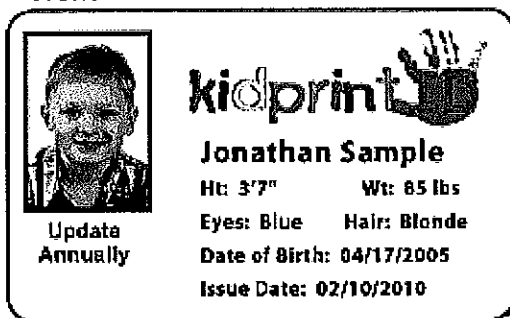 kidprint ID
Jonathan Sample
Ht: 3'7" Wt: 85 lbs
Eyes: Blue Hair: Blonde
Date of Birth: 04/17/2005
Issue Date: 02/10/2010
Update
Annually